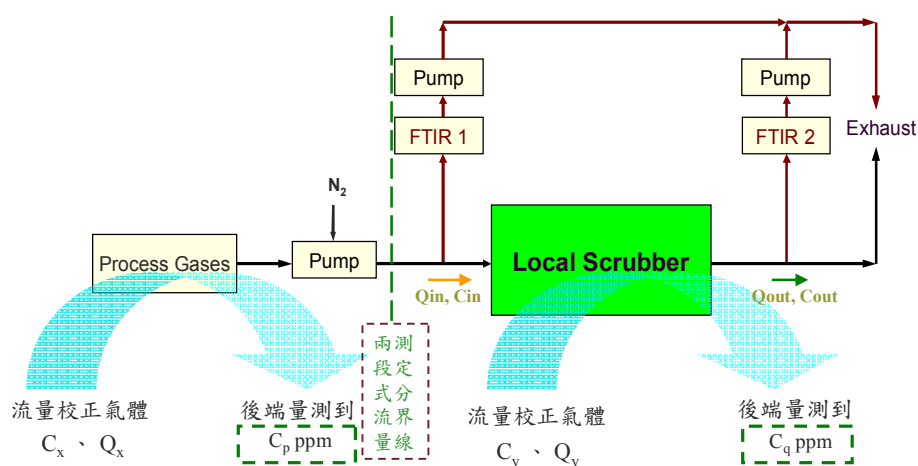 Pump
Pump
FTIR 1
FTIR 2
Exhaust
N₂
Process Gases
Pump
Local Scrubber
Qin, Cin
Qout, Cout
兩測
段定
式分
流界
量線
流量校正氣體
Cₓ 、 Qₓ
後端量測到
Cₚ ppm
流量校正氣體
Cᵥ 、 Qᵥ
後端量測到
C_q ppm